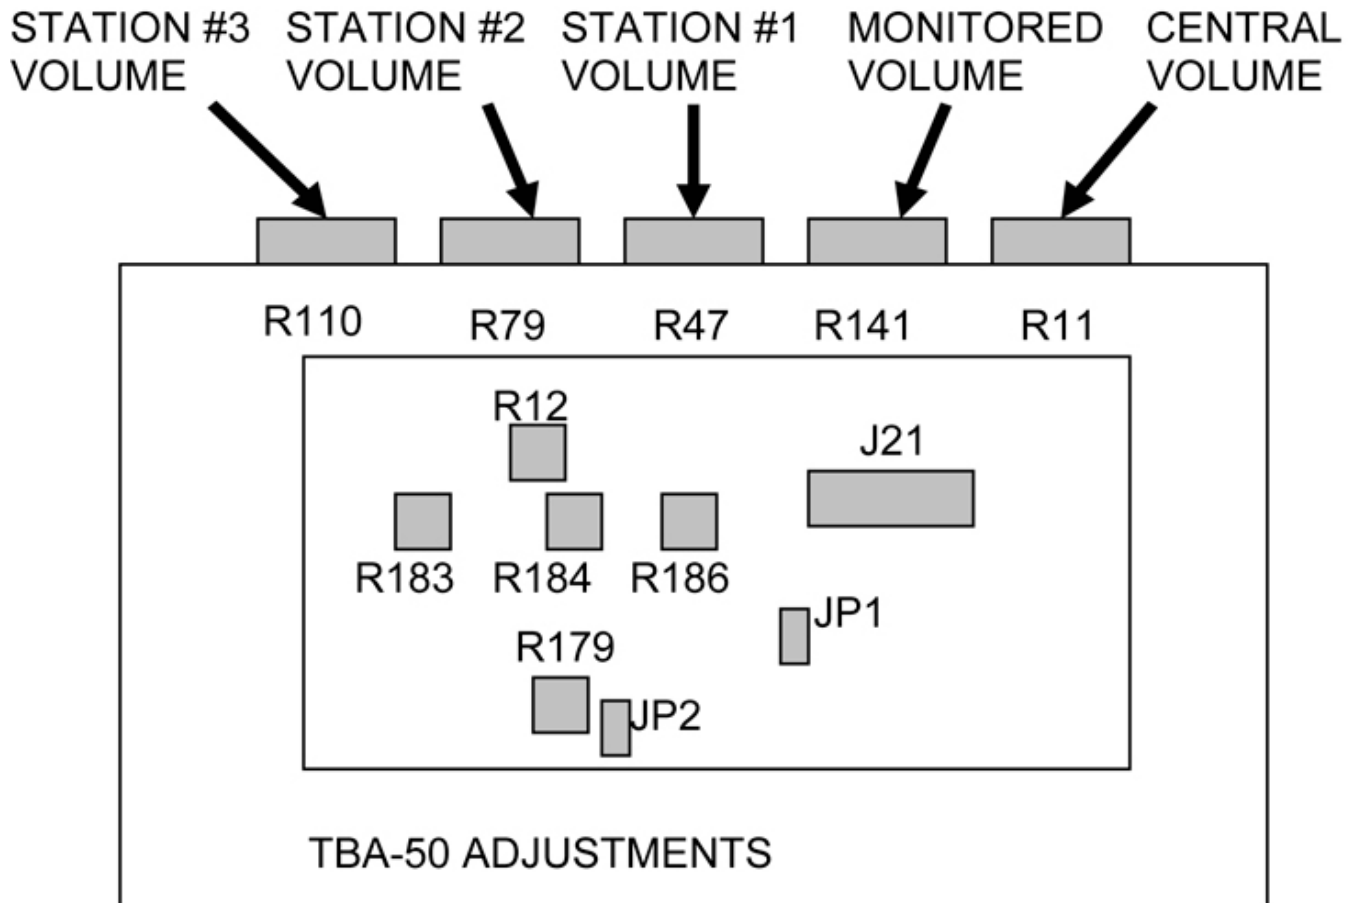 STATION #3 VOLUME
STATION #2 VOLUME
STATION #1 VOLUME
MONITORED VOLUME
CENTRAL VOLUME
R110 R79 R47 R141 R11
R12
J21
R183 R184 R186
JP1
R179
JP2
TBA-50 ADJUSTMENTS